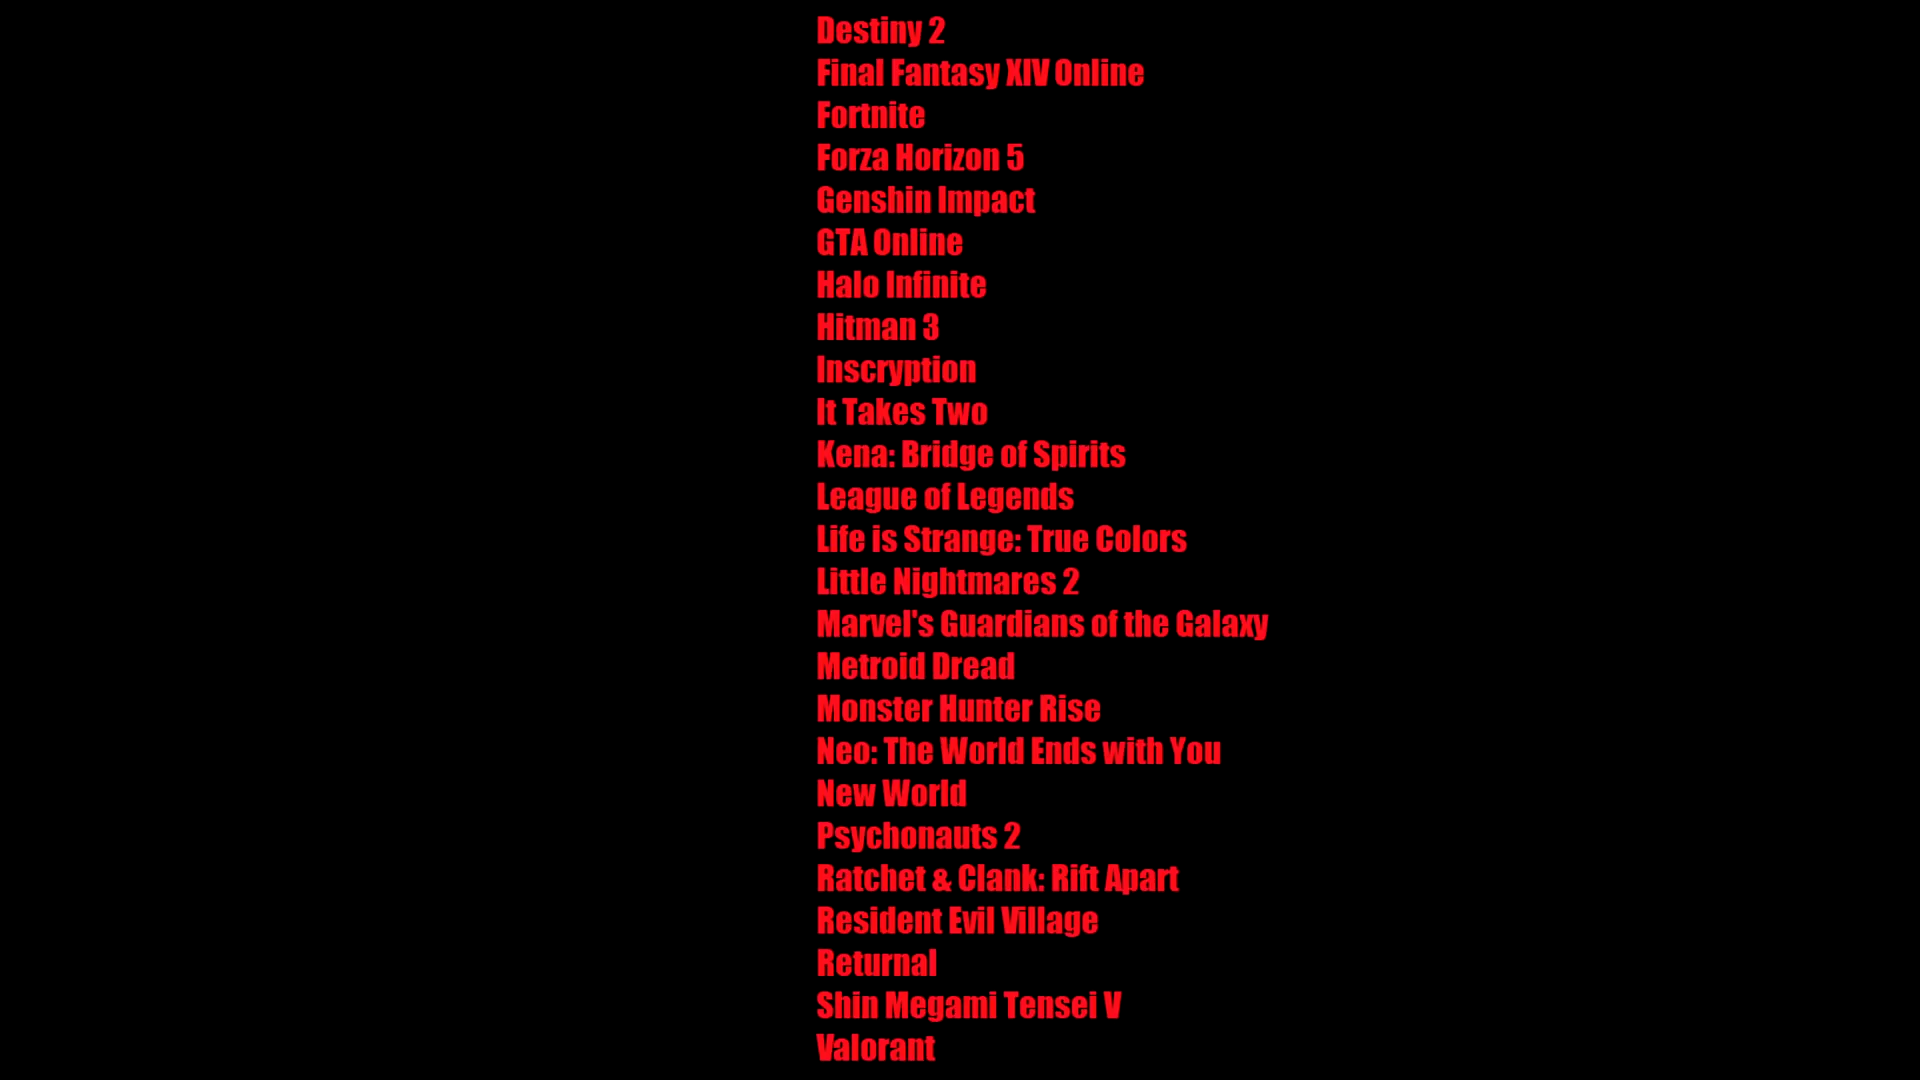 Destiny 2
Final Fantasy XIV Online
Fortnite
Forza Horizon 5
Genshin Impact
GTA Online
Halo Infinite
Hitman 3
Inscryption
It Takes Two
Kena: Bridge of Spirits
League of Legends
Life is Strange: True Colors
Little Nightmares 2
Marvel's Guardians of the Galaxy
Metroid Dread
Monster Hunter Rise
Neo: The World Ends with You
New World
Psychonauts 2
Ratchet & Clank: Rift Apart
Resident Evil Village
Returnal
Shin Megami Tensei V
Valorant